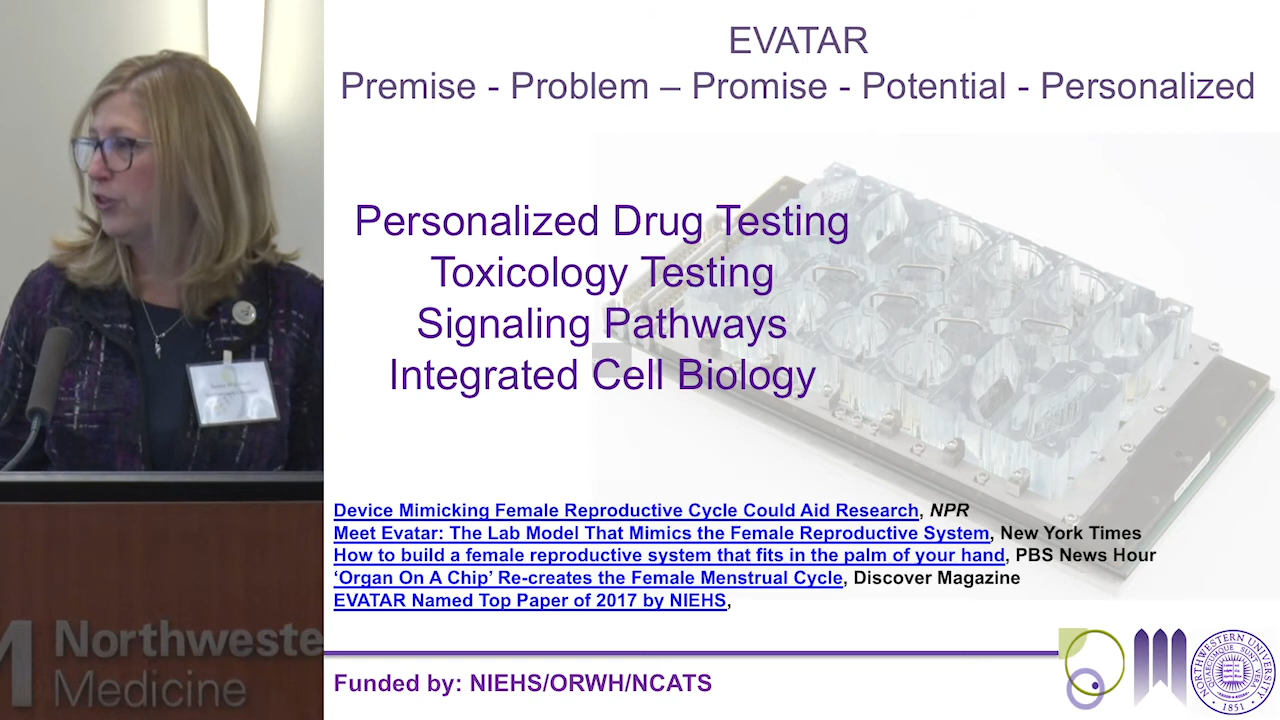 EVATAR
Premise - Problem – Promise - Potential - Personalized
Personalized Drug Testing
Toxicology Testing
Signaling Pathways
Integrated Cell Biology
Device Mimicking Female Reproductive Cycle Could Aid Research, NPR
Meet Evatar: The Lab Model That Mimics the Female Reproductive System, New York Times
How to build a female reproductive system that fits in the palm of your hand, PBS News Hour
‘Organ On A Chip’ Re-creates the Female Menstrual Cycle, Discover Magazine
EVATAR Named Top Paper of 2017 by NIEHS,
Funded by: NIEHS/ORWH/NCATS
M Northweste
Medicine
NORTHWESTERN UNIVERSITY
1851